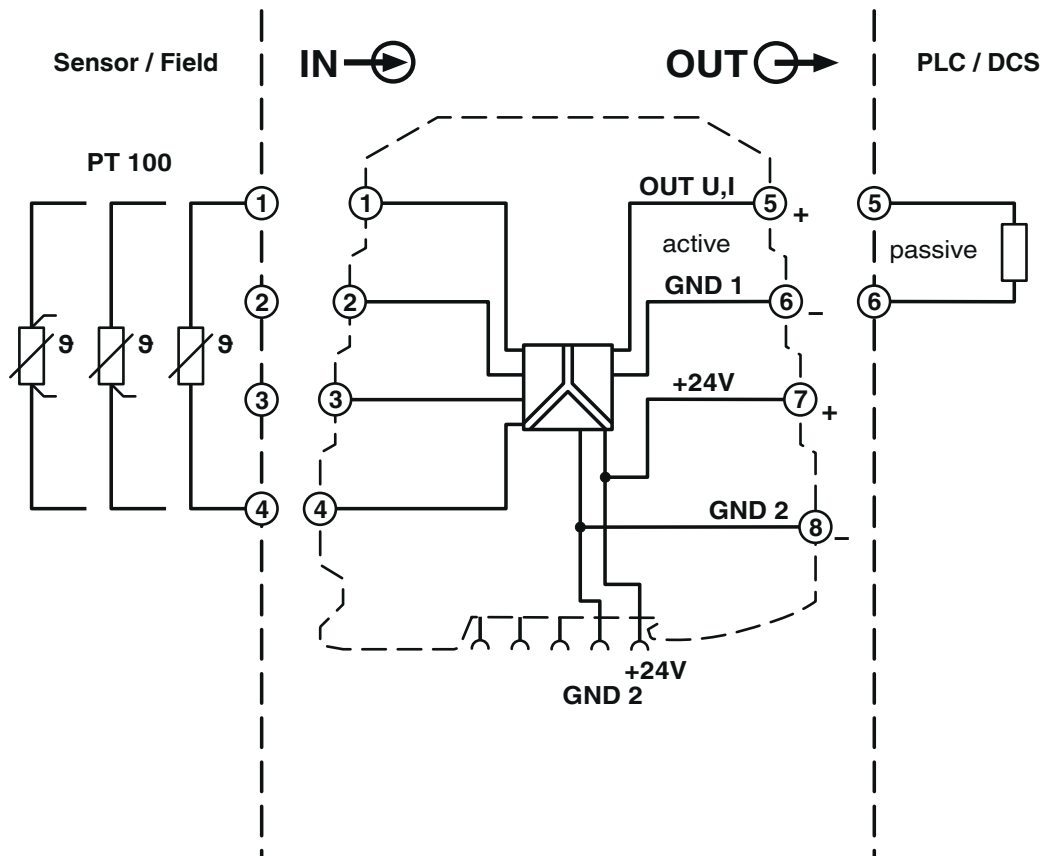 Sensor / Field
IN
OUT
PLC / DCS
PT 100
1
1
OUT U,I
5
+
5
active
passive
2
2
GND 1
6
–
6
ϑ
ϑ
ϑ
3
3
+24V
7
+
4
4
GND 2
8
–
+24V
GND 2